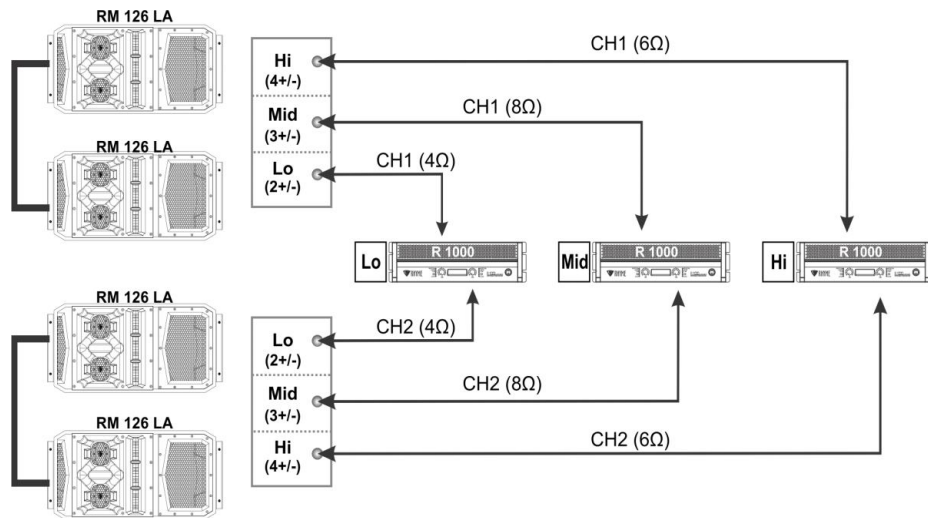 RM 126 LA
RM 126 LA
Hi
(4+/-)
Mid
(3+/-)
Lo
(2+/-)
CH1 (6Ω)
CH1 (8Ω)
CH1 (4Ω)
Lo
R 1000
Mid
R 1000
Hi
R 1000
RM 126 LA
RM 126 LA
Lo
(2+/-)
Mid
(3+/-)
Hi
(4+/-)
CH2 (4Ω)
CH2 (8Ω)
CH2 (6Ω)